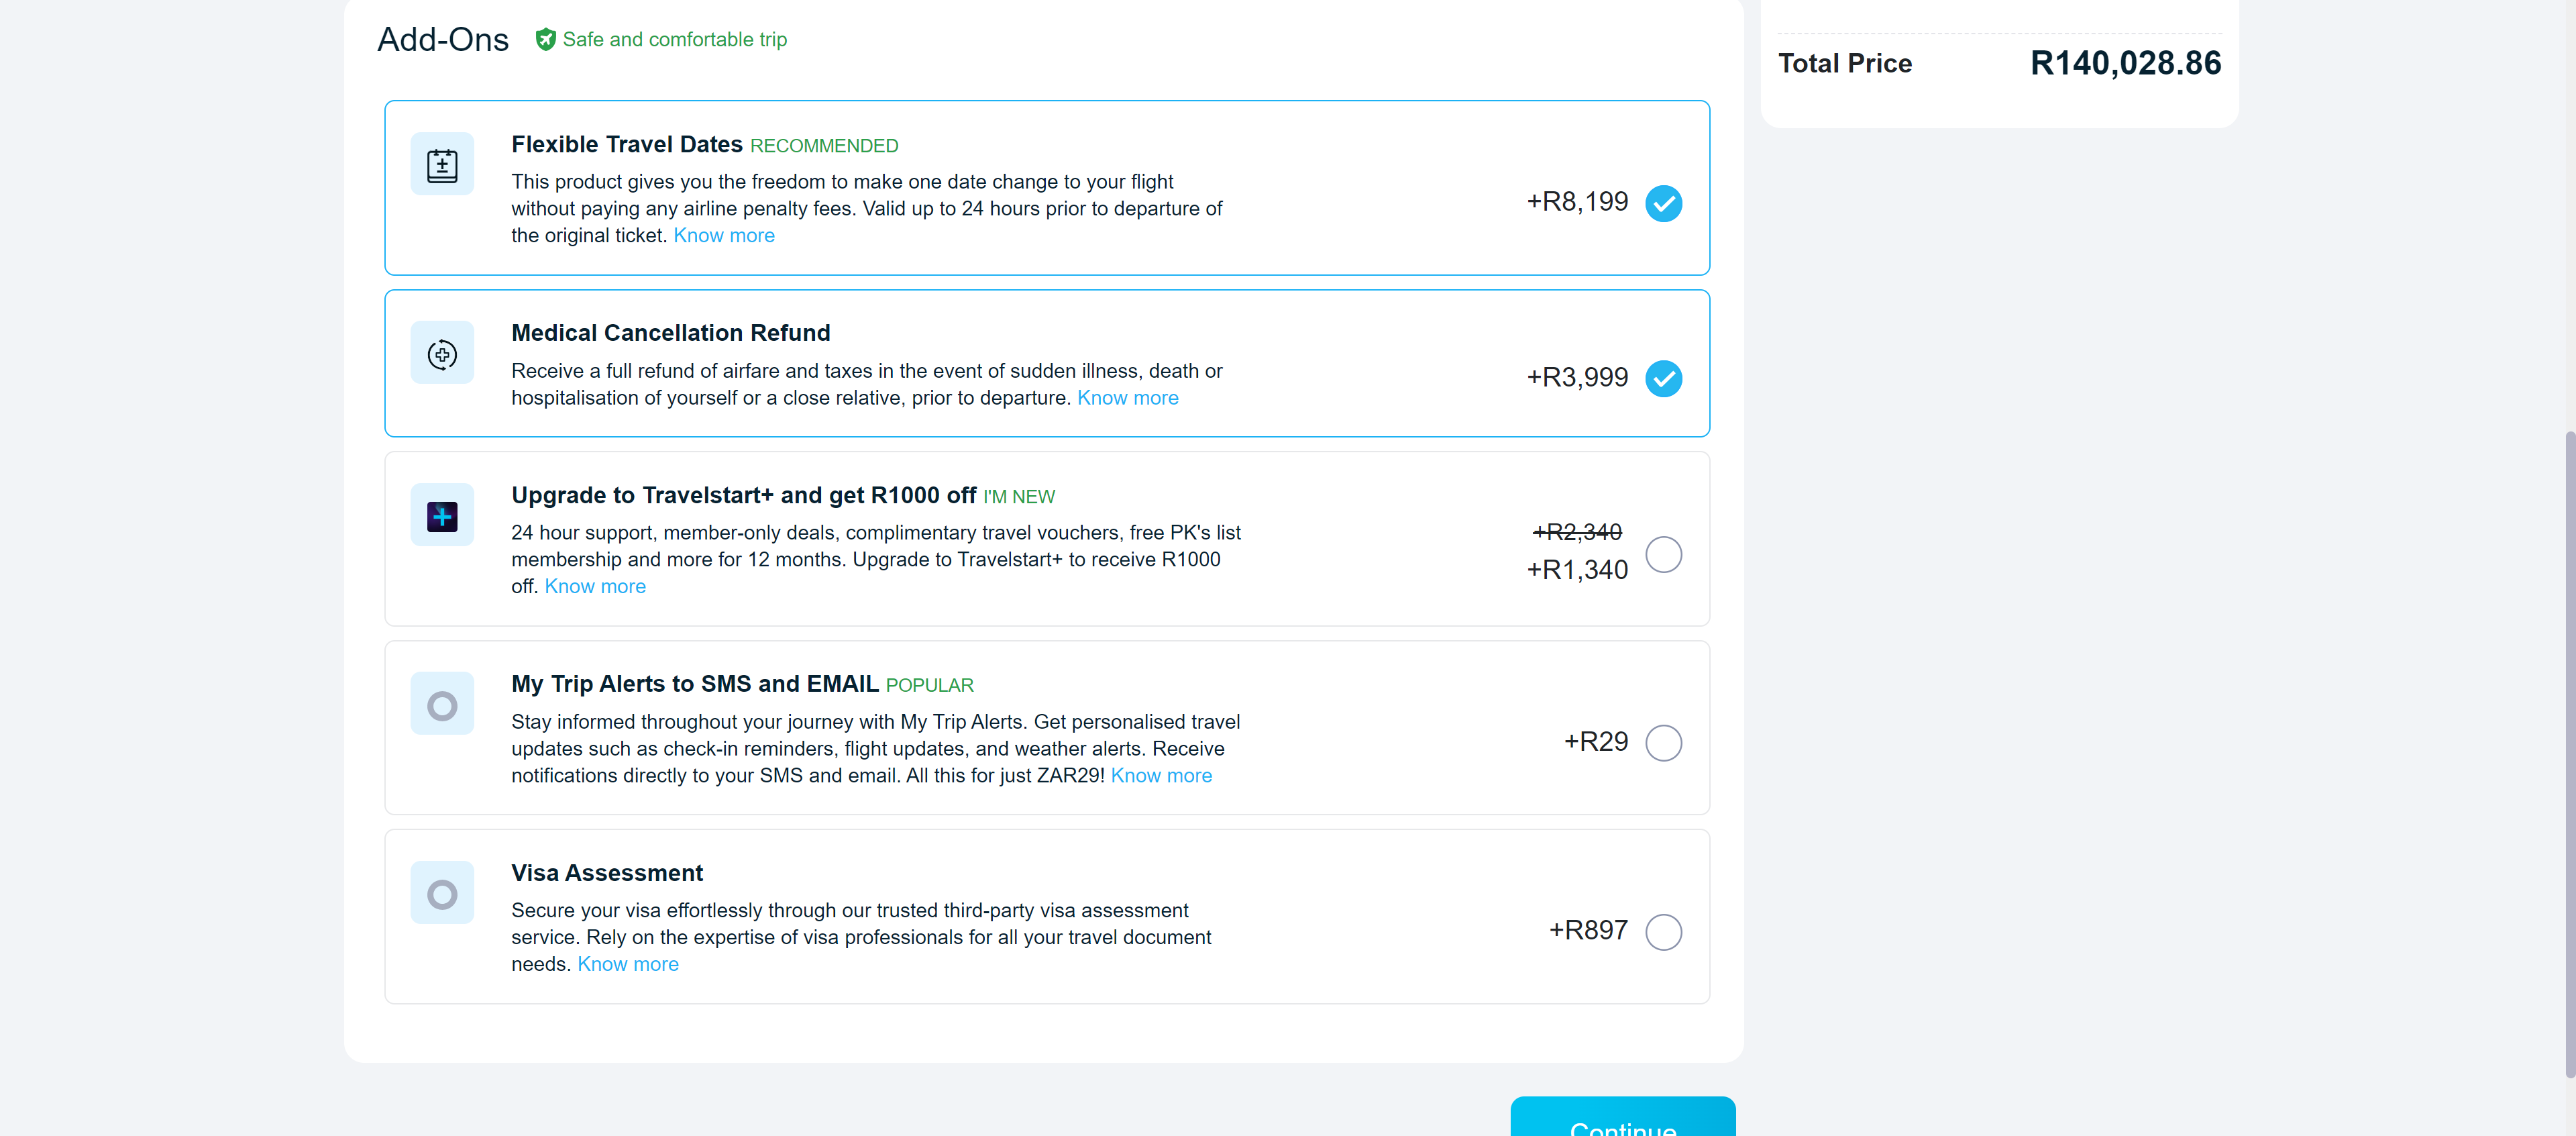 Add-Ons Safe and comfortable trip
Total Price R140,028.86
Flexible Travel Dates RECOMMENDED
This product gives you the freedom to make one date change to your flight
without paying any airline penalty fees. Valid up to 24 hours prior to departure of
the original ticket. Know more
+R8,199
Medical Cancellation Refund
Receive a full refund of airfare and taxes in the event of sudden illness, death or
hospitalisation of yourself or a close relative, prior to departure. Know more
+R3,999
Upgrade to Travelstart+ and get R1000 off I'M NEW
24 hour support, member-only deals, complimentary travel vouchers, free PK's list
membership and more for 12 months. Upgrade to Travelstart+ to receive R1000
off. Know more
+R2,340
+R1,340
My Trip Alerts to SMS and EMAIL POPULAR
Stay informed throughout your journey with My Trip Alerts. Get personalised travel
updates such as check-in reminders, flight updates, and weather alerts. Receive
notifications directly to your SMS and email. All this for just ZAR29! Know more
+R29
Visa Assessment
Secure your visa effortlessly through our trusted third-party visa assessment
service. Rely on the expertise of visa professionals for all your travel document
needs. Know more
+R897
Continue